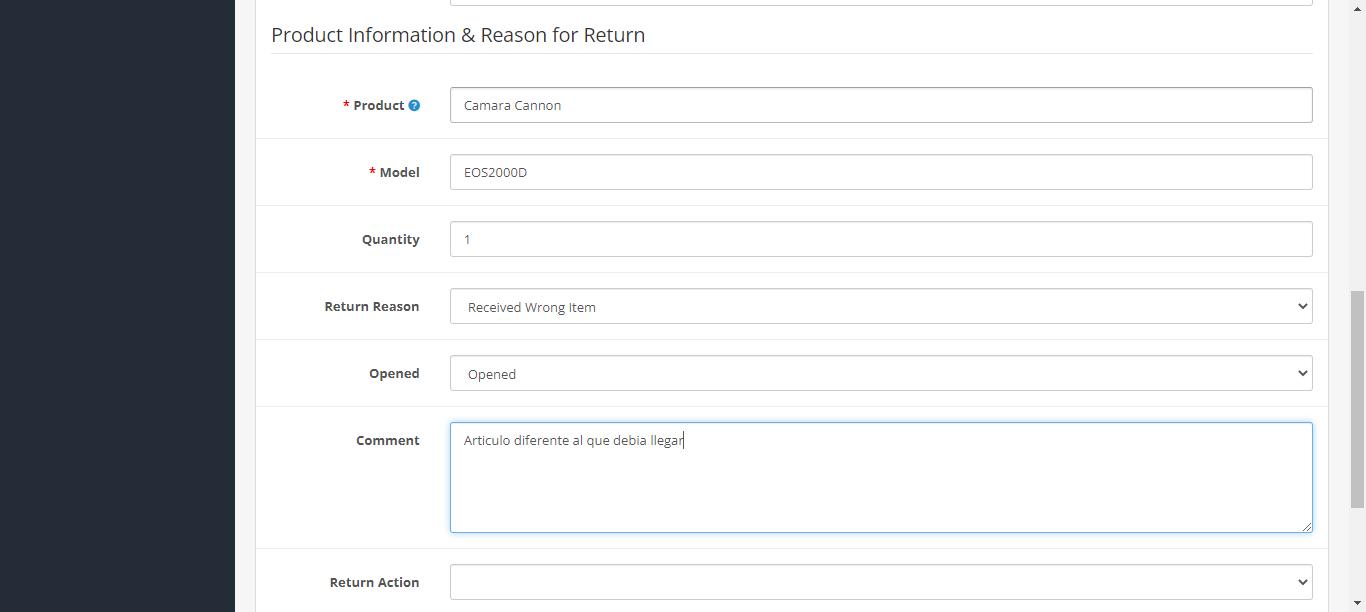 Product Information & Reason for Return
* Product ?
Camara Cannon
* Model
EOS2000D
Quantity
1
Return Reason
Received Wrong Item
Opened
Opened
Comment
Articulo diferente al que debia llegar
Return Action